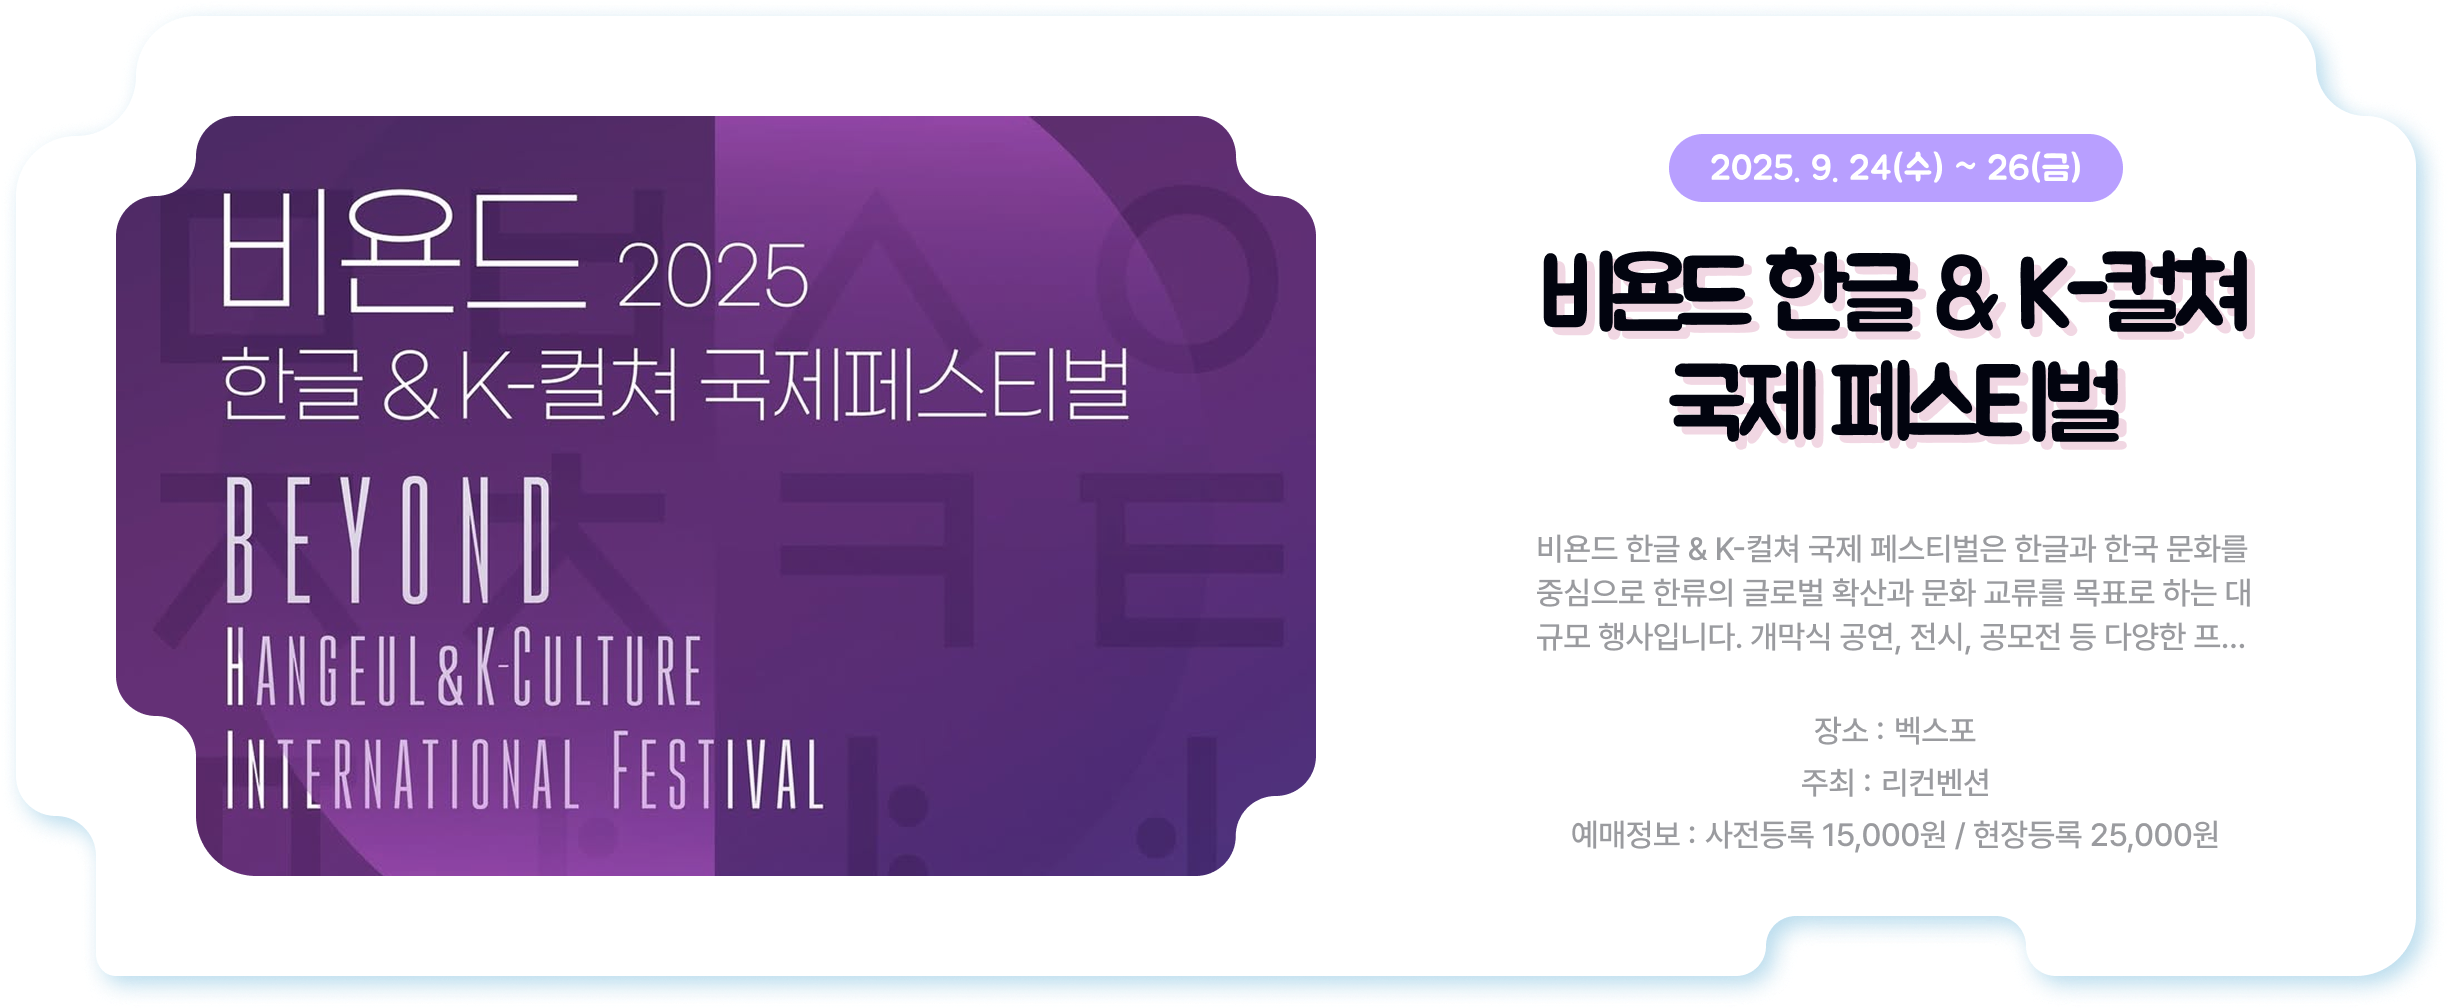 비욘드 2025
한글 & K-컬쳐 국제페스티벌
BEYOND
HANGEUL & K-CULTURE
INTERNATIONAL FESTIVAL
2025. 9. 24(수) ~ 26(금)
비욘드 한글 & K-컬쳐
국제 페스티벌
비욘드 한글 & K-컬쳐 국제 페스티벌은 한글과 한국 문화를
중심으로 한류의 글로벌 확산과 문화 교류를 목표로 하는 대
규모 행사입니다. 개막식 공연, 전시, 공모전 등 다양한 프...
장소 : 벡스포
주최 : 리컨벤션
예매정보 : 사전등록 15,000원 / 현장등록 25,000원